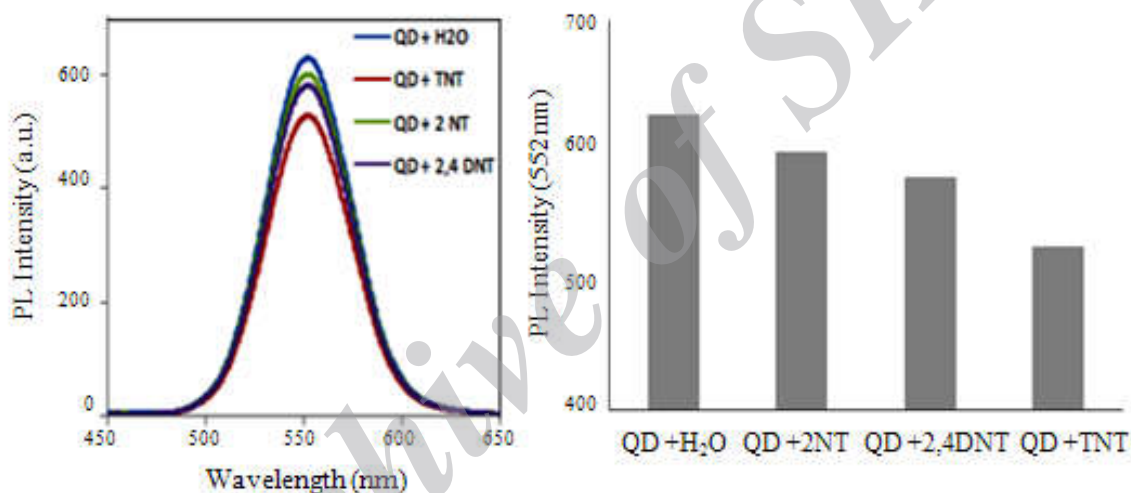 PL Intensity (a.u.)
600
400
200
0
450 500 550 600 650
Wavelength (nm)
QD + H2O
QD + TNT
QD + 2 NT
QD + 2,4 DNT
PL Intensity (552nm)
700
600
500
400
QD +H₂O QD +2NT QD +2,4DNT QD +TNT